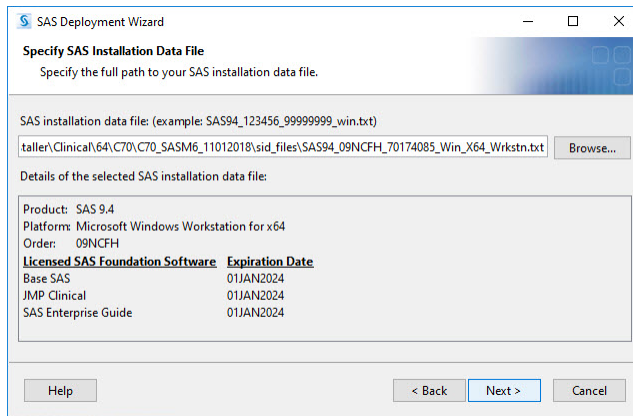 SAS Deployment Wizard
Specify SAS Installation Data File
Specify the full path to your SAS installation data file.
SAS installation data file: (example: SAS94_123456_99999999_win.txt)
.taller\Clinical\64\C70\C70_SASM6_11012018\sid_files\SAS94_09NCFH_70174085_Win_X64_Wrkstn.txt Browse...
Details of the selected SAS installation data file:
Product: SAS 9.4
Platform: Microsoft Windows Workstation for x64
Order: 09NCFH
Licensed SAS Foundation Software Expiration Date
Base SAS 01JAN2024
JMP Clinical 01JAN2024
SAS Enterprise Guide 01JAN2024
Help < Back Next > Cancel